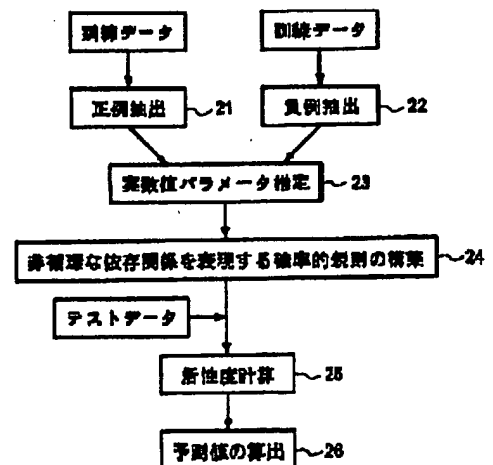 訓練データ
訓練データ
正例抽出
21
負例抽出
22
実数値パラメータ推定
23
非循環な依存関係を表現する確率的規則の構築
24
テストデータ
活性度計算
25
予測値の算出
26